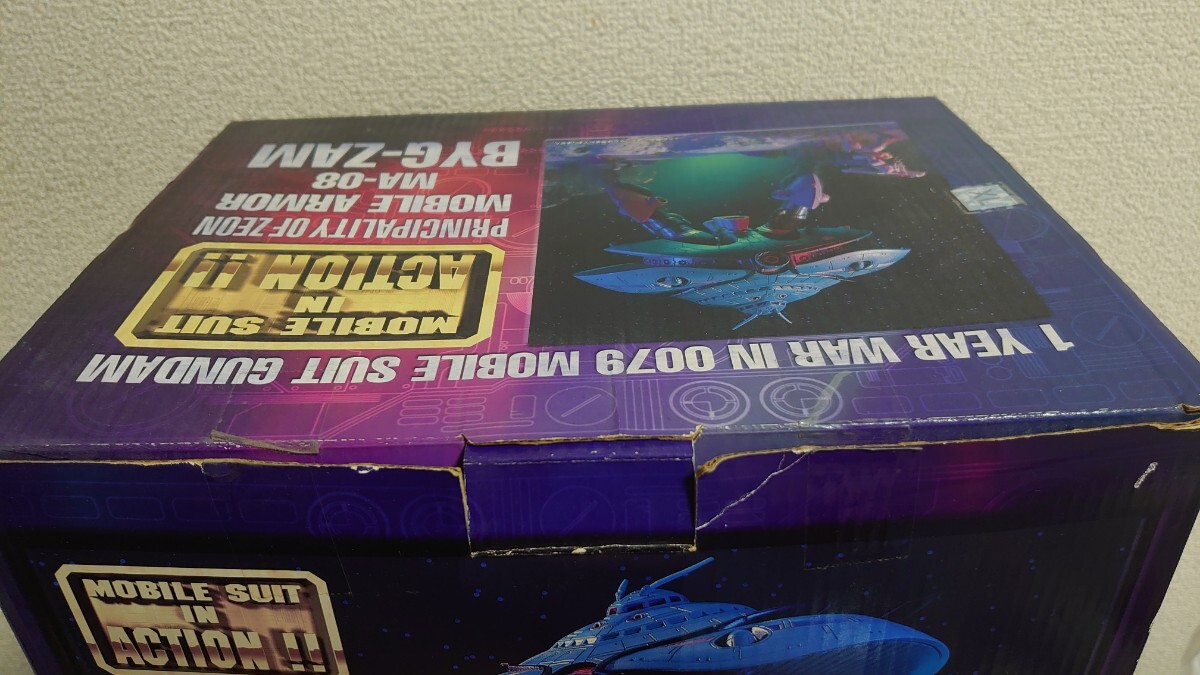 1 YEAR WAR IN 0079 MOBILE SUIT GUNDAM
MOBILE SUIT
IN
ACTION !!
PRINCIPALITY OF ZEON
MOBILE ARMOR
MA-08
BYG-ZAM
MOBILE SUIT
IN
ACTION !!